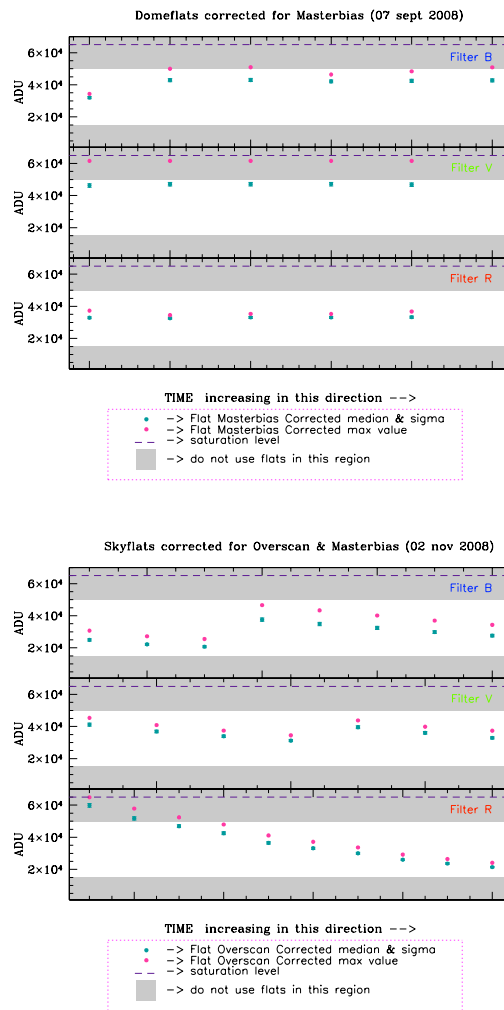 Domeflats corrected for Masterbias (07 sept 2008)
6×10⁴
4×10⁴
2×10⁴
ADU
Filter B
6×10⁴
4×10⁴
2×10⁴
ADU
Filter V
6×10⁴
4×10⁴
2×10⁴
ADU
Filter R
TIME increasing in this direction -->
-> Flat Masterbias Corrected median & sigma
-> Flat Masterbias Corrected max value
-> saturation level
-> do not use flats in this region
Skyflats corrected for Overscan & Masterbias (02 nov 2008)
6×10⁴
4×10⁴
2×10⁴
ADU
Filter B
6×10⁴
4×10⁴
2×10⁴
ADU
Filter V
6×10⁴
4×10⁴
2×10⁴
ADU
Filter R
TIME increasing in this direction -->
-> Flat Overscan Corrected median & sigma
-> Flat Overscan Corrected max value
-> saturation level
-> do not use flats in this region